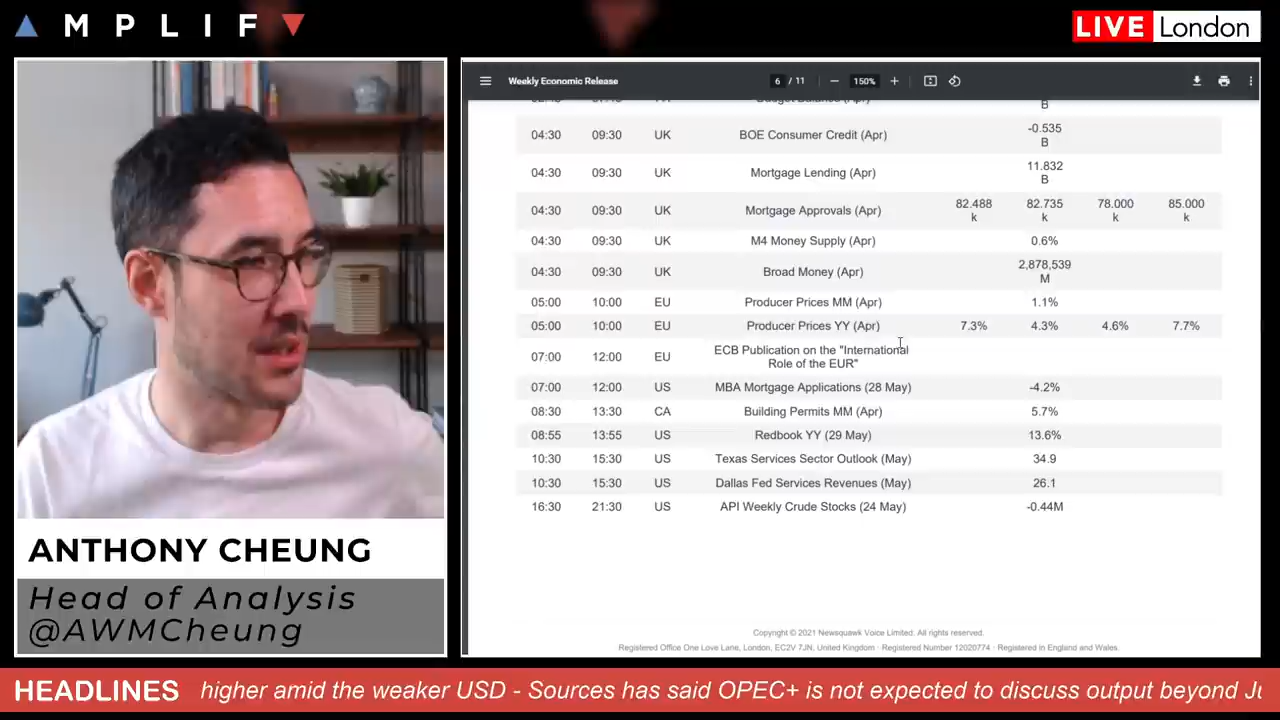 AMPLIFY
LIVE London
Weekly Economic Release
6 / 11
150%
B
04:30 09:30 UK BOE Consumer Credit (Apr) -0.535
B
04:30 09:30 UK Mortgage Lending (Apr) 11.832
B
04:30 09:30 UK Mortgage Approvals (Apr) 82.488 82.735 78.000 85.000
k k k k
04:30 09:30 UK M4 Money Supply (Apr) 0.6%
04:30 09:30 UK Broad Money (Apr) 2,878,539
M
05:00 10:00 EU Producer Prices MM (Apr) 1.1%
05:00 10:00 EU Producer Prices YY (Apr) 7.3% 4.3% 4.6% 7.7%
07:00 12:00 EU ECB Publication on the "International
Role of the EUR"
07:00 12:00 US MBA Mortgage Applications (28 May) -4.2%
08:30 13:30 CA Building Permits MM (Apr) 5.7%
08:55 13:55 US Redbook YY (29 May) 13.6%
10:30 15:30 US Texas Services Sector Outlook (May) 34.9
10:30 15:30 US Dallas Fed Services Revenues (May) 26.1
16:30 21:30 US API Weekly Crude Stocks (24 May) -0.44M
Copyright © 2021 Newsquawk Voice Limited. All rights reserved.
Registered Office One Love Lane, London, EC2V 7JN, United Kingdom · Registered Number 12020774 · Registered in England and Wales.
ANTHONY CHEUNG
Head of Analysis
@AWMCheung
HEADLINES higher amid the weaker USD - Sources has said OPEC+ is not expected to discuss output beyond